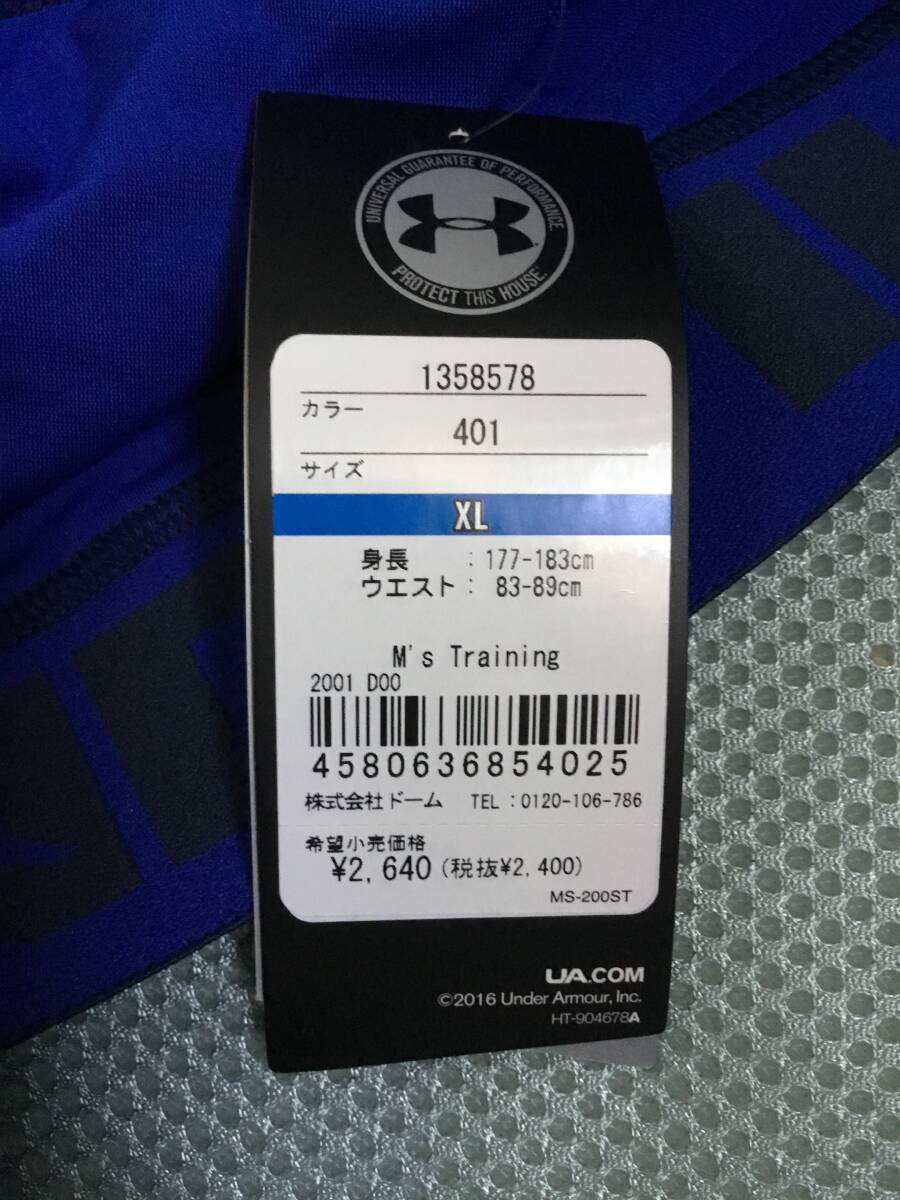 UNIVERSAL GUARANTEE OF PERFORMANCE.
PROTECT THIS HOUSE.
1358578
カラー
401
サイズ
XL
身長 : 177-183cm
ウエスト : 83-89cm
M's Training
2001 D00
4580636854025
株式会社ドーム TEL:0120-106-786
希望小売価格
¥2,640(税抜¥2,400)
MS-200ST
UA.COM
©2016 Under Armour, Inc.
HT-904678A